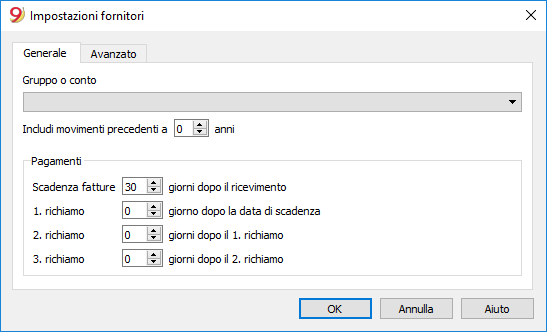 9 Impostazioni fornitori
Generale Avanzato
Gruppo o conto
Includi movimenti precedenti a 0 anni
Pagamenti
Scadenza fatture 30 giorni dopo il ricevimento
1. richiamo 0 giorno dopo la data di scadenza
2. richiamo 0 giorni dopo il 1. richiamo
3. richiamo 0 giorni dopo il 2. richiamo
OK Annulla Aiuto